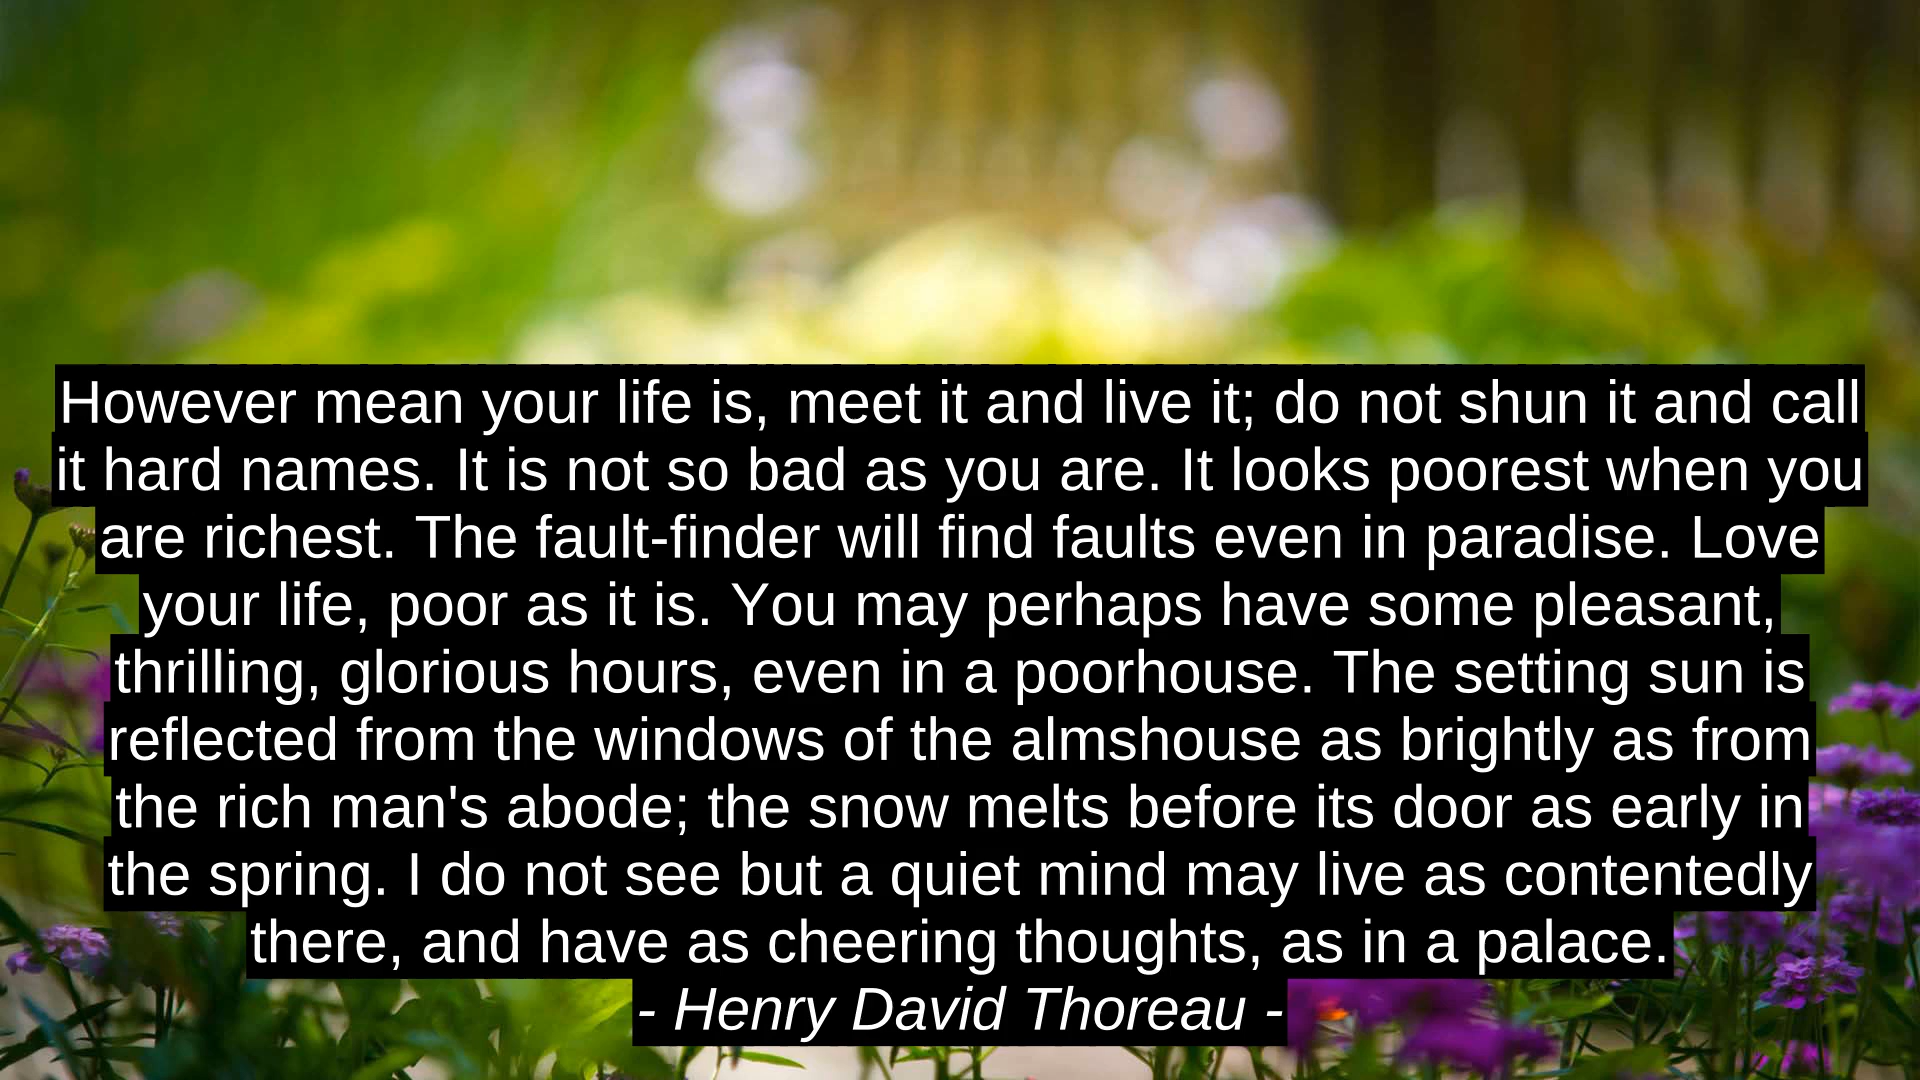 However mean your life is, meet it and live it; do not shun it and call
it hard names. It is not so bad as you are. It looks poorest when you
are richest. The fault-finder will find faults even in paradise. Love
your life, poor as it is. You may perhaps have some pleasant,
thrilling, glorious hours, even in a poorhouse. The setting sun is
reflected from the windows of the almshouse as brightly as from
the rich man's abode; the snow melts before its door as early in
the spring. I do not see but a quiet mind may live as contentedly
there, and have as cheering thoughts, as in a palace.
- Henry David Thoreau -